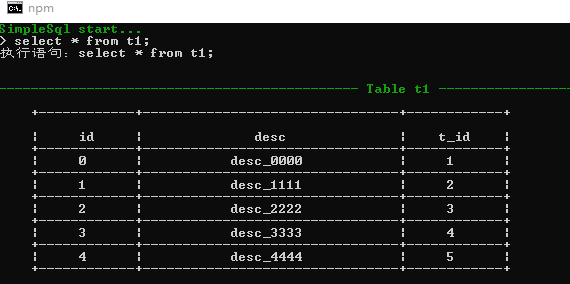 npm
SimpleSql start...
> select * from t1;
执行语句: select * from t1;
Table t1
id desc t_id
0 desc_0000 1
1 desc_1111 2
2 desc_2222 3
3 desc_3333 4
4 desc_4444 5